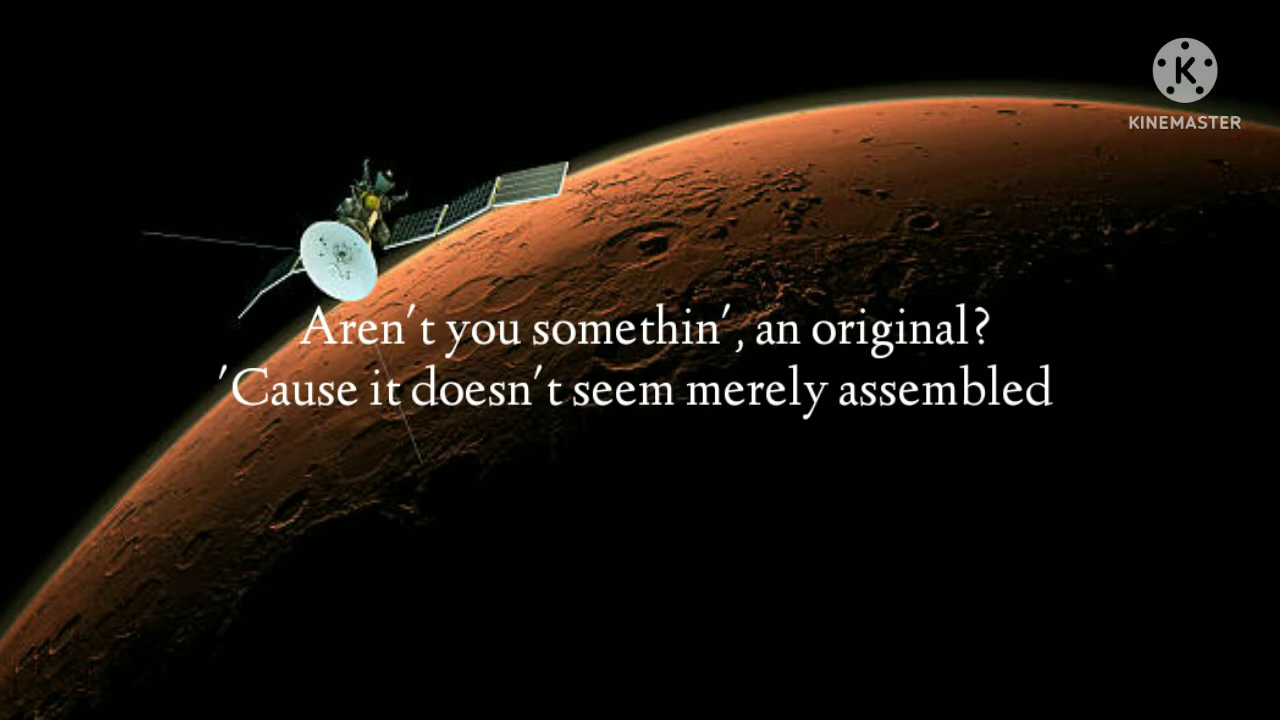 KINEMASTER
Aren't you somethin', an original?
'Cause it doesn't seem merely assembled